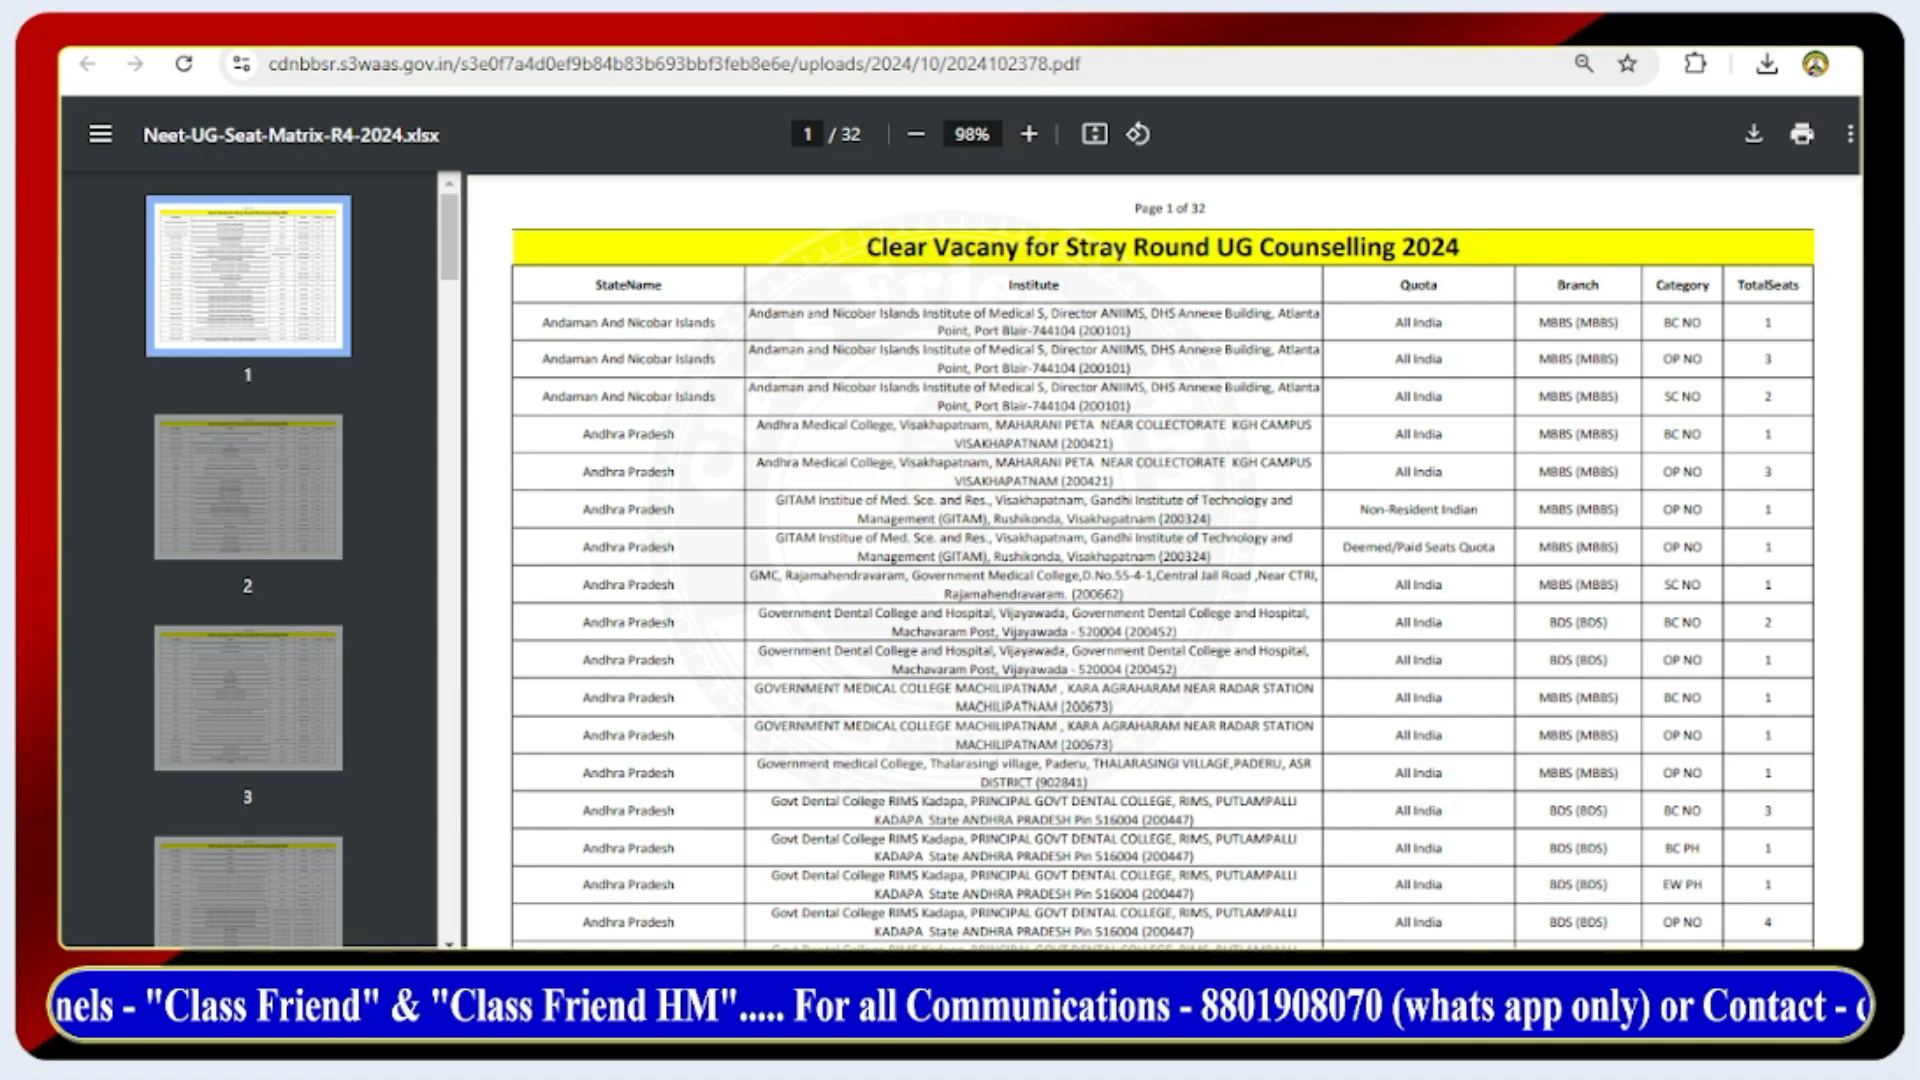 cdnbbsr.s3waas.gov.in/s3e0f7a4d0ef9b84b83b693bbf3feb8e6e/uploads/2024/10/2024102378.pdf
Neet-UG-Seat-Matrix-R4-2024.xlsx
1 / 32
98%
1
2
3
Page 1 of 32
Clear Vacany for Stray Round UG Counselling 2024
StateName Institute Quota Branch Category TotalSeats
Andaman And Nicobar Islands Andaman and Nicobar Islands Institute of Medical S, Director ANIIMS, DHS Annexe Building, Atlanta All India MBBS (MBBS) BC NO 1
Point, Port Blair-744104 (200101)
Andaman And Nicobar Islands Andaman and Nicobar Islands Institute of Medical S, Director ANIIMS, DHS Annexe Building, Atlanta All India MBBS (MBBS) OP NO 3
Point, Port Blair-744104 (200101)
Andaman And Nicobar Islands Andaman and Nicobar Islands Institute of Medical S, Director ANIIMS, DHS Annexe Building, Atlanta All India MBBS (MBBS) SC NO 2
Point, Port Blair-744104 (200101)
Andhra Pradesh Andhra Medical College, Visakhapatnam, MAHARANI PETA NEAR COLLECTORATE KGH CAMPUS All India MBBS (MBBS) BC NO 1
VISAKHAPATNAM (200421)
Andhra Pradesh Andhra Medical College, Visakhapatnam, MAHARANI PETA NEAR COLLECTORATE KGH CAMPUS All India MBBS (MBBS) OP NO 3
VISAKHAPATNAM (200421)
Andhra Pradesh GITAM Institue of Med. Sce. and Res., Visakhapatnam, Gandhi Institute of Technology and Non-Resident Indian MBBS (MBBS) OP NO 1
Management (GITAM), Rushikonda, Visakhapatnam (200324)
Andhra Pradesh GITAM Institue of Med. Sce. and Res., Visakhapatnam, Gandhi Institute of Technology and Deemed/Paid Seats Quota MBBS (MBBS) OP NO 1
Management (GITAM), Rushikonda, Visakhapatnam (200324)
Andhra Pradesh GMC, Rajamahendravaram, Government Medical College,D.No.55-4-1,Central Jail Road ,Near CTRI, All India MBBS (MBBS) SC NO 1
Rajamahendravaram. (200662)
Andhra Pradesh Government Dental College and Hospital, Vijayawada, Government Dental College and Hospital, All India BDS (BDS) BC NO 2
Machavaram Post, Vijayawada - 520004 (200452)
Andhra Pradesh Government Dental College and Hospital, Vijayawada, Government Dental College and Hospital, All India BDS (BDS) OP NO 1
Machavaram Post, Vijayawada - 520004 (200452)
Andhra Pradesh GOVERNMENT MEDICAL COLLEGE MACHILIPATNAM , KARA AGRAHARAM NEAR RADAR STATION All India MBBS (MBBS) BC NO 1
MACHILIPATNAM (200673)
Andhra Pradesh GOVERNMENT MEDICAL COLLEGE MACHILIPATNAM , KARA AGRAHARAM NEAR RADAR STATION All India MBBS (MBBS) OP NO 1
MACHILIPATNAM (200673)
Andhra Pradesh Government medical College, Thalarasingi village, Paderu, THALARASINGI VILLAGE,PADERU, ASR All India MBBS (MBBS) OP NO 1
DISTRICT (902841)
Andhra Pradesh Govt Dental College RIMS Kadapa, PRINCIPAL GOVT DENTAL COLLEGE, RIMS, PUTLAMPALLI All India BDS (BDS) BC NO 3
KADAPA State ANDHRA PRADESH Pin 516004 (200447)
Andhra Pradesh Govt Dental College RIMS Kadapa, PRINCIPAL GOVT DENTAL COLLEGE, RIMS, PUTLAMPALLI All India BDS (BDS) BC PH 1
KADAPA State ANDHRA PRADESH Pin 516004 (200447)
Andhra Pradesh Govt Dental College RIMS Kadapa, PRINCIPAL GOVT DENTAL COLLEGE, RIMS, PUTLAMPALLI All India BDS (BDS) EW PH 1
KADAPA State ANDHRA PRADESH Pin 516004 (200447)
Andhra Pradesh Govt Dental College RIMS Kadapa, PRINCIPAL GOVT DENTAL COLLEGE, RIMS, PUTLAMPALLI All India BDS (BDS) OP NO 4
KADAPA State ANDHRA PRADESH Pin 516004 (200447)
nels - "Class Friend" & "Class Friend HM"..... For all Communications - 8801908070 (whats app only) or Contact -